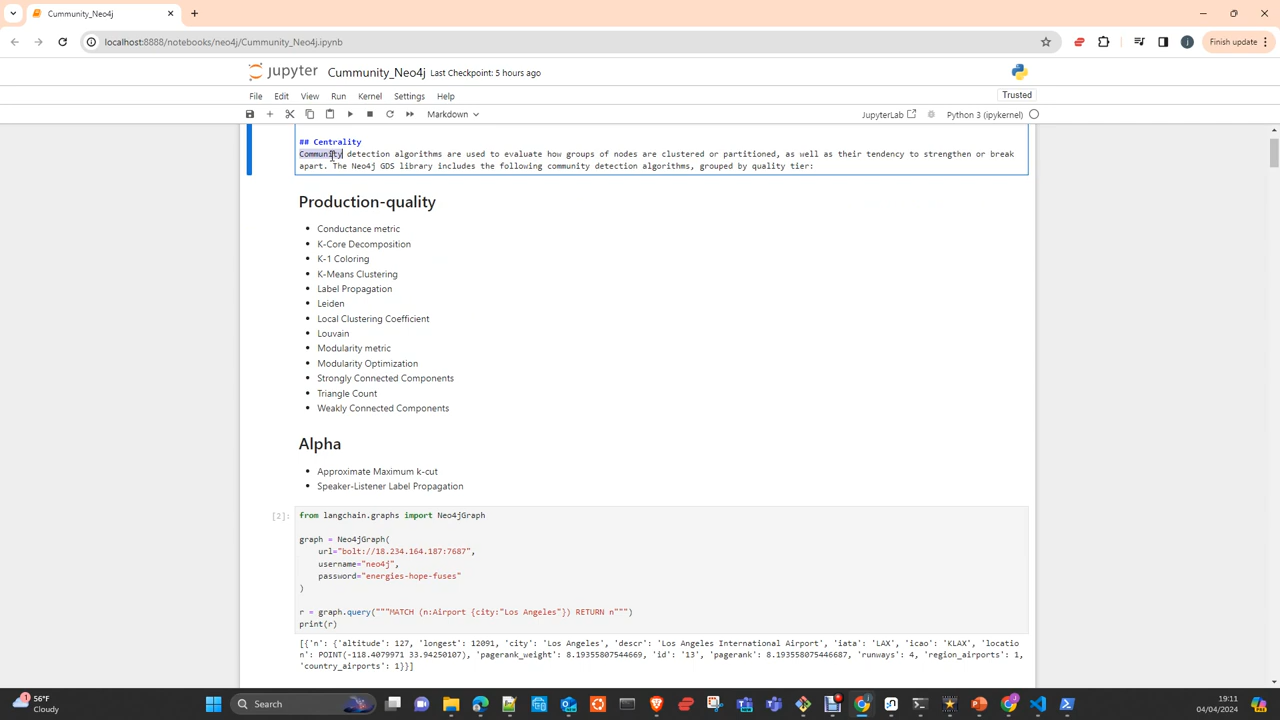 Cummunity_Neo4j
localhost:8888/notebooks/neo4j/Cummunity_Neo4j.ipynb
j
Finish update
jupyter Cummunity_Neo4j Last Checkpoint: 5 hours ago
File Edit View Run Kernel Settings Help
Trusted
Markdown
JupyterLab
Python 3 (ipykernel)
## Centrality
Community detection algorithms are used to evaluate how groups of nodes are clustered or partitioned, as well as their tendency to strengthen or break
apart. The Neo4j GDS library includes the following community detection algorithms, grouped by quality tier:
Production-quality
• Conductance metric
• K-Core Decomposition
• K-1 Coloring
• K-Means Clustering
• Label Propagation
• Leiden
• Local Clustering Coefficient
• Louvain
• Modularity metric
• Modularity Optimization
• Strongly Connected Components
• Triangle Count
• Weakly Connected Components
Alpha
• Approximate Maximum k-cut
• Speaker-Listener Label Propagation
[2]: from langchain.graphs import Neo4jGraph
graph = Neo4jGraph(
url="bolt://18.234.164.187:7687",
username="neo4j",
password="energies-hope-fuses"
)
r = graph.query("""MATCH (n:Airport {city:"Los Angeles"}) RETURN n""")
print(r)
[{'n': {'altitude': 127, 'longest': 12091, 'city': 'Los Angeles', 'descr': 'Los Angeles International Airport', 'iata': 'LAX', 'icao': 'KLAX', 'locatio
n': POINT(-118.4079971 33.94250107), 'pagerank_weight': 8.19355807544669, 'id': '13', 'pagerank': 8.193558075446687, 'runways': 4, 'region_airports': 1,
'country_airports': 1}}]
56°F
Cloudy
Search
19:11
04/04/2024